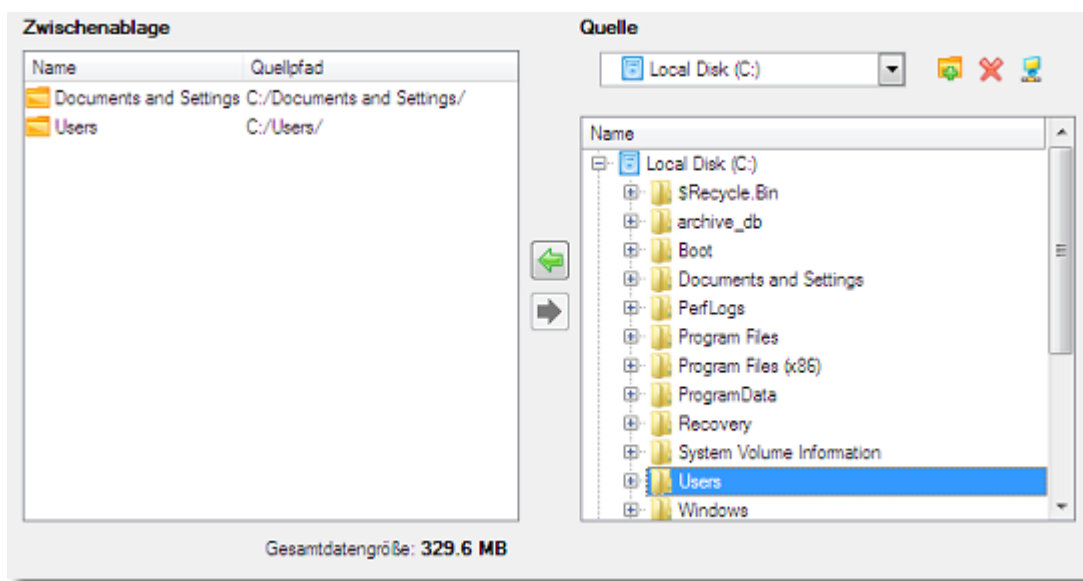 Zwischenablage
Name Quellpfad
Documents and Settings C:/Documents and Settings/
Users C:/Users/
Gesamtdatengröße: 329.6 MB
Quelle
Local Disk (C:)
Name
Local Disk (C:)
$Recycle.Bin
archive_db
Boot
Documents and Settings
PerfLogs
Program Files
Program Files (x86)
ProgramData
Recovery
System Volume Information
Users
Windows